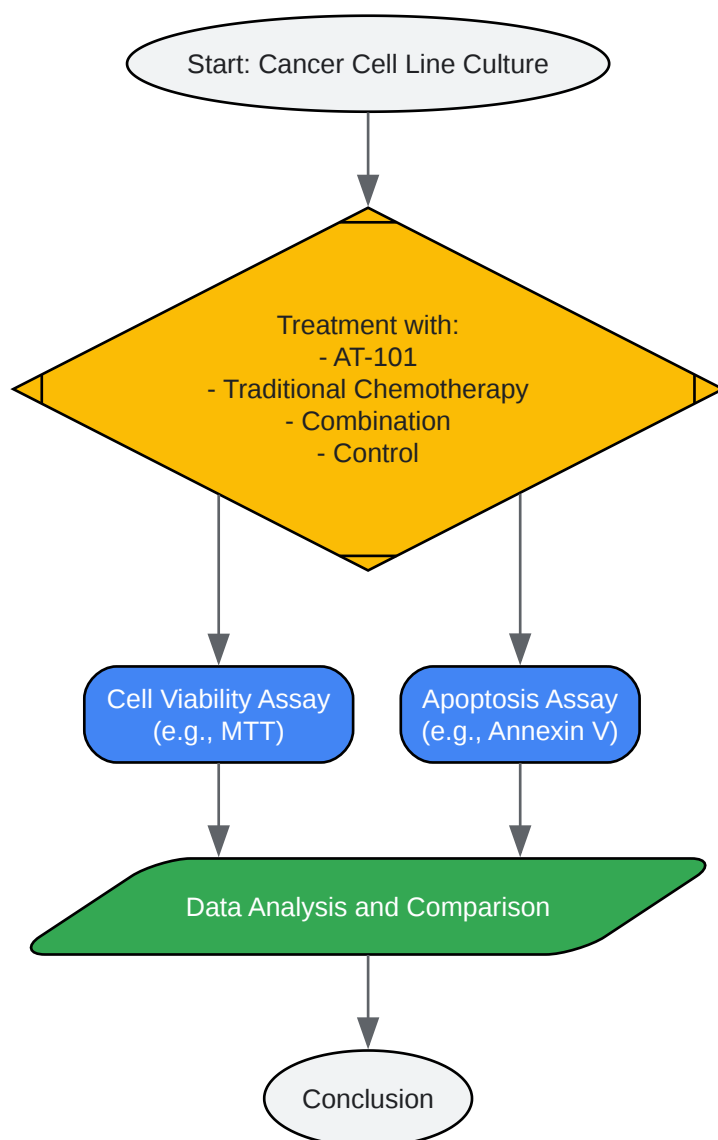 Start: Cancer Cell Line Culture
Treatment with:
- AT-101
- Traditional Chemotherapy
- Combination
- Control
Cell Viability Assay
(e.g., MTT)
Apoptosis Assay
(e.g., Annexin V)
Data Analysis and Comparison
Conclusion